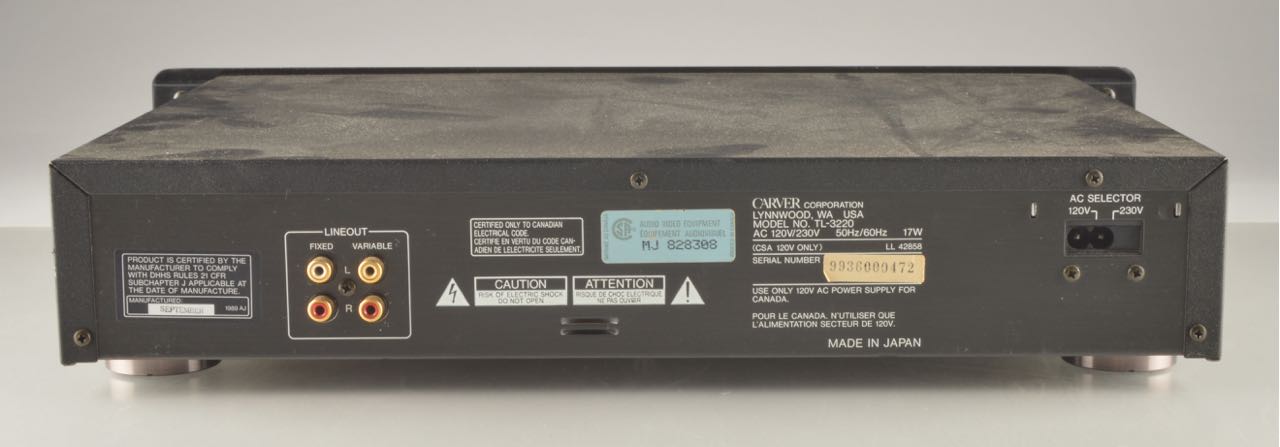 PRODUCT IS CERTIFIED BY THE
MANUFACTURER TO COMPLY
WITH DHHS RULES 21 CFR
SUBCHAPTER J APPLICABLE AT
THE DATE OF MANUFACTURE.
MANUFACTURED:
SEPTEMBER 1989 AJ
LINEOUT
FIXED VARIABLE
L
R
CERTIFIED ONLY TO CANADIAN
ELECTRICAL CODE.
CERTIFIE EN VERTU DU CODE CAN-
ADIEN DE LELECTRICITE SEULEMENT.
AUDIO VIDEO EQUIPMENT
EQUIPEMENT AUDIOVISUEL
MJ 828308
CAUTION
RISK OF ELECTRIC SHOCK
DO NOT OPEN
ATTENTION
RISQUE DE CHOC ELECTRIQUE
NE PAS OUVRIR
CARVER CORPORATION
LYNNWOOD, WA USA
MODEL NO. TL-3220
AC 120V/230V 50Hz/60Hz 17W
(CSA 120V ONLY) LL 42858
SERIAL NUMBER 9936000472
USE ONLY 120V AC POWER SUPPLY FOR
CANADA.
POUR LE CANADA. N'UTILISER QUE
L'ALIMENTATION SECTEUR DE 120V.
MADE IN JAPAN
AC SELECTOR
120V 230V